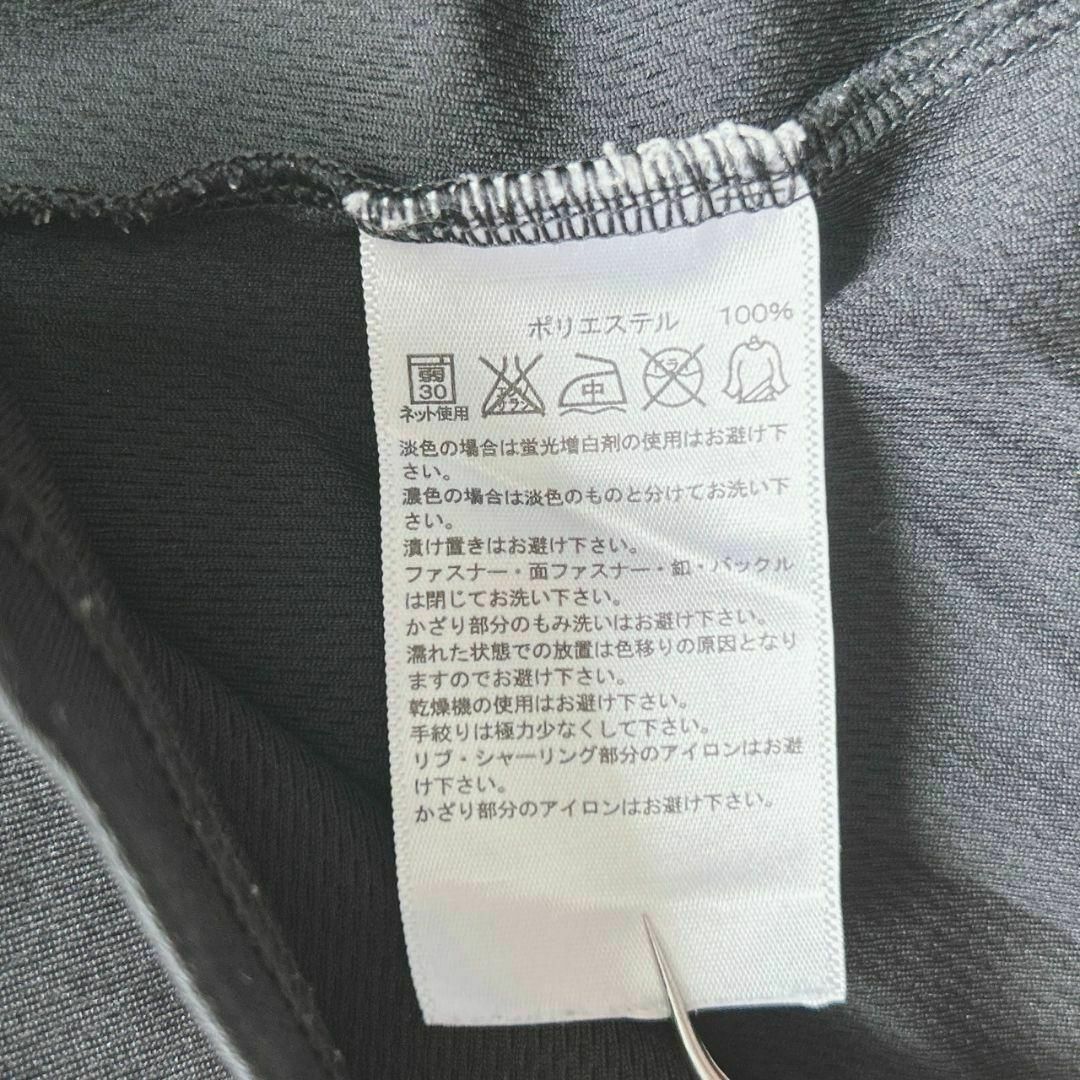 ポリエステル 100%
弱
30
ネット使用
エンソ
サラシ
中
ドライ
淡色の場合は蛍光増白剤の使用はお避け下
さい。
濃色の場合は淡色のものと分けてお洗い下
さい。
漬け置きはお避け下さい。
ファスナー・面ファスナー・釦・バックル
は閉じてお洗い下さい。
かざり部分のもみ洗いはお避け下さい。
濡れた状態での放置は色移りの原因となり
ますのでお避け下さい。
乾燥機の使用はお避け下さい。
手絞りは極力少なくして下さい。
リブ・シャーリング部分のアイロンはお避
け下さい。
かざり部分のアイロンはお避け下さい。